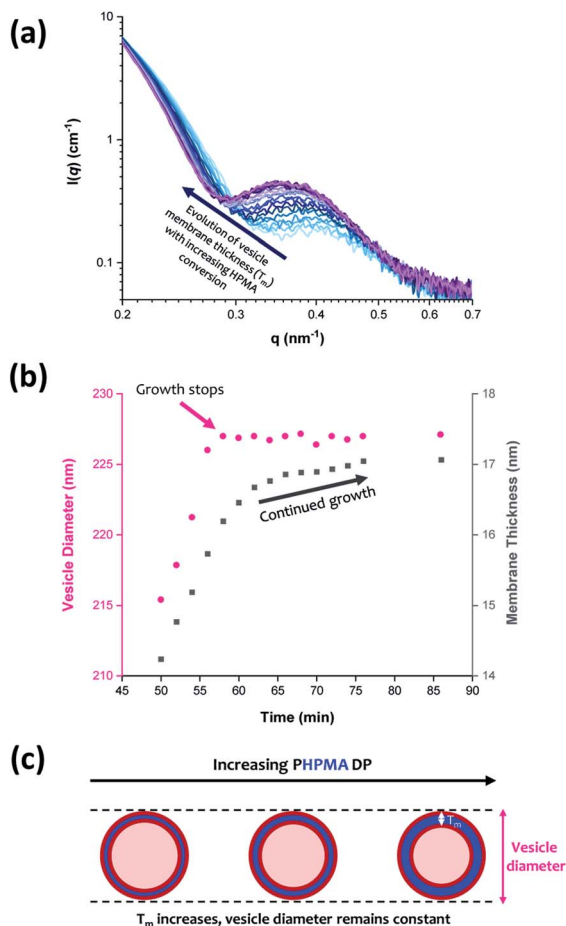 (a)
10
1
0.1
I(q) (cm⁻¹)
Evolution of vesicle
membrane thickness (Tm)
with increasing HPMA
conversion
0.2 0.3 0.4 0.5 0.6 0.7
q (nm⁻¹)
(b)
Growth stops
Continued growth
230
225
220
215
210
Vesicle Diameter (nm)
18
17
16
15
14
Membrane Thickness (nm)
45 50 55 60 65 70 75 80 85 90
Time (min)
(c)
Increasing PHPMA DP
Tm
Vesicle
diameter
Tm increases, vesicle diameter remains constant